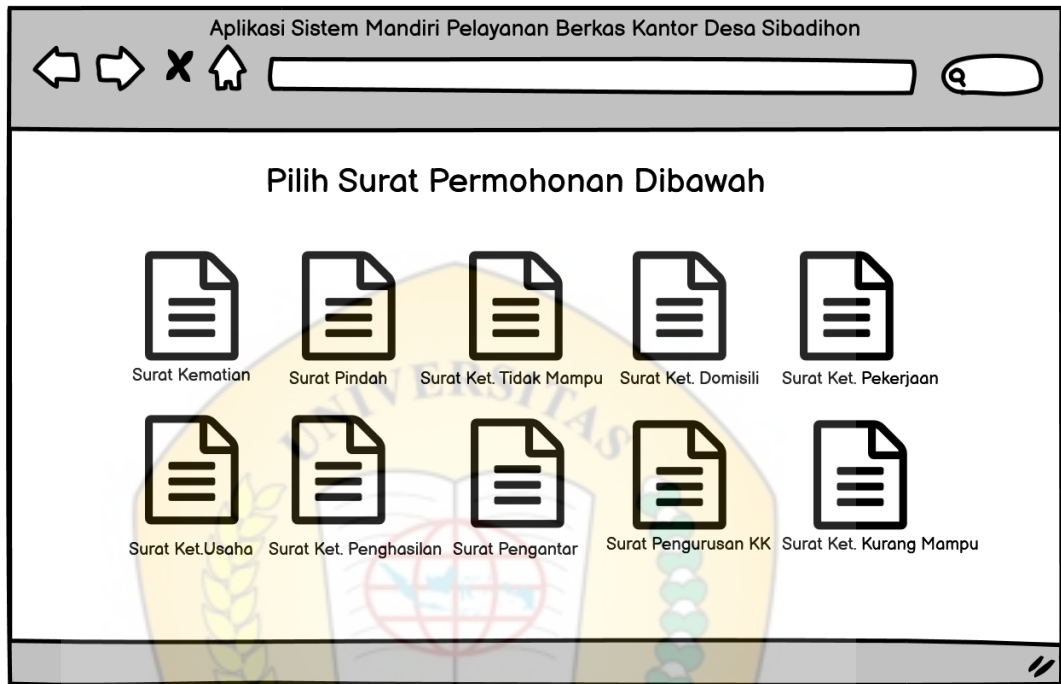 Aplikasi Sistem Mandiri Pelayanan Berkas Kantor Desa Sibadihon
Pilih Surat Permohonan Dibawah
Surat Kematian
Surat Pindah
Surat Ket. Tidak Mampu
Surat Ket. Domisili
Surat Ket. Pekerjaan
UNIVERSITAS
Surat Ket.Usaha
Surat Ket. Penghasilan
Surat Pengantar
Surat Pengurusan KK
Surat Ket. Kurang Mampu